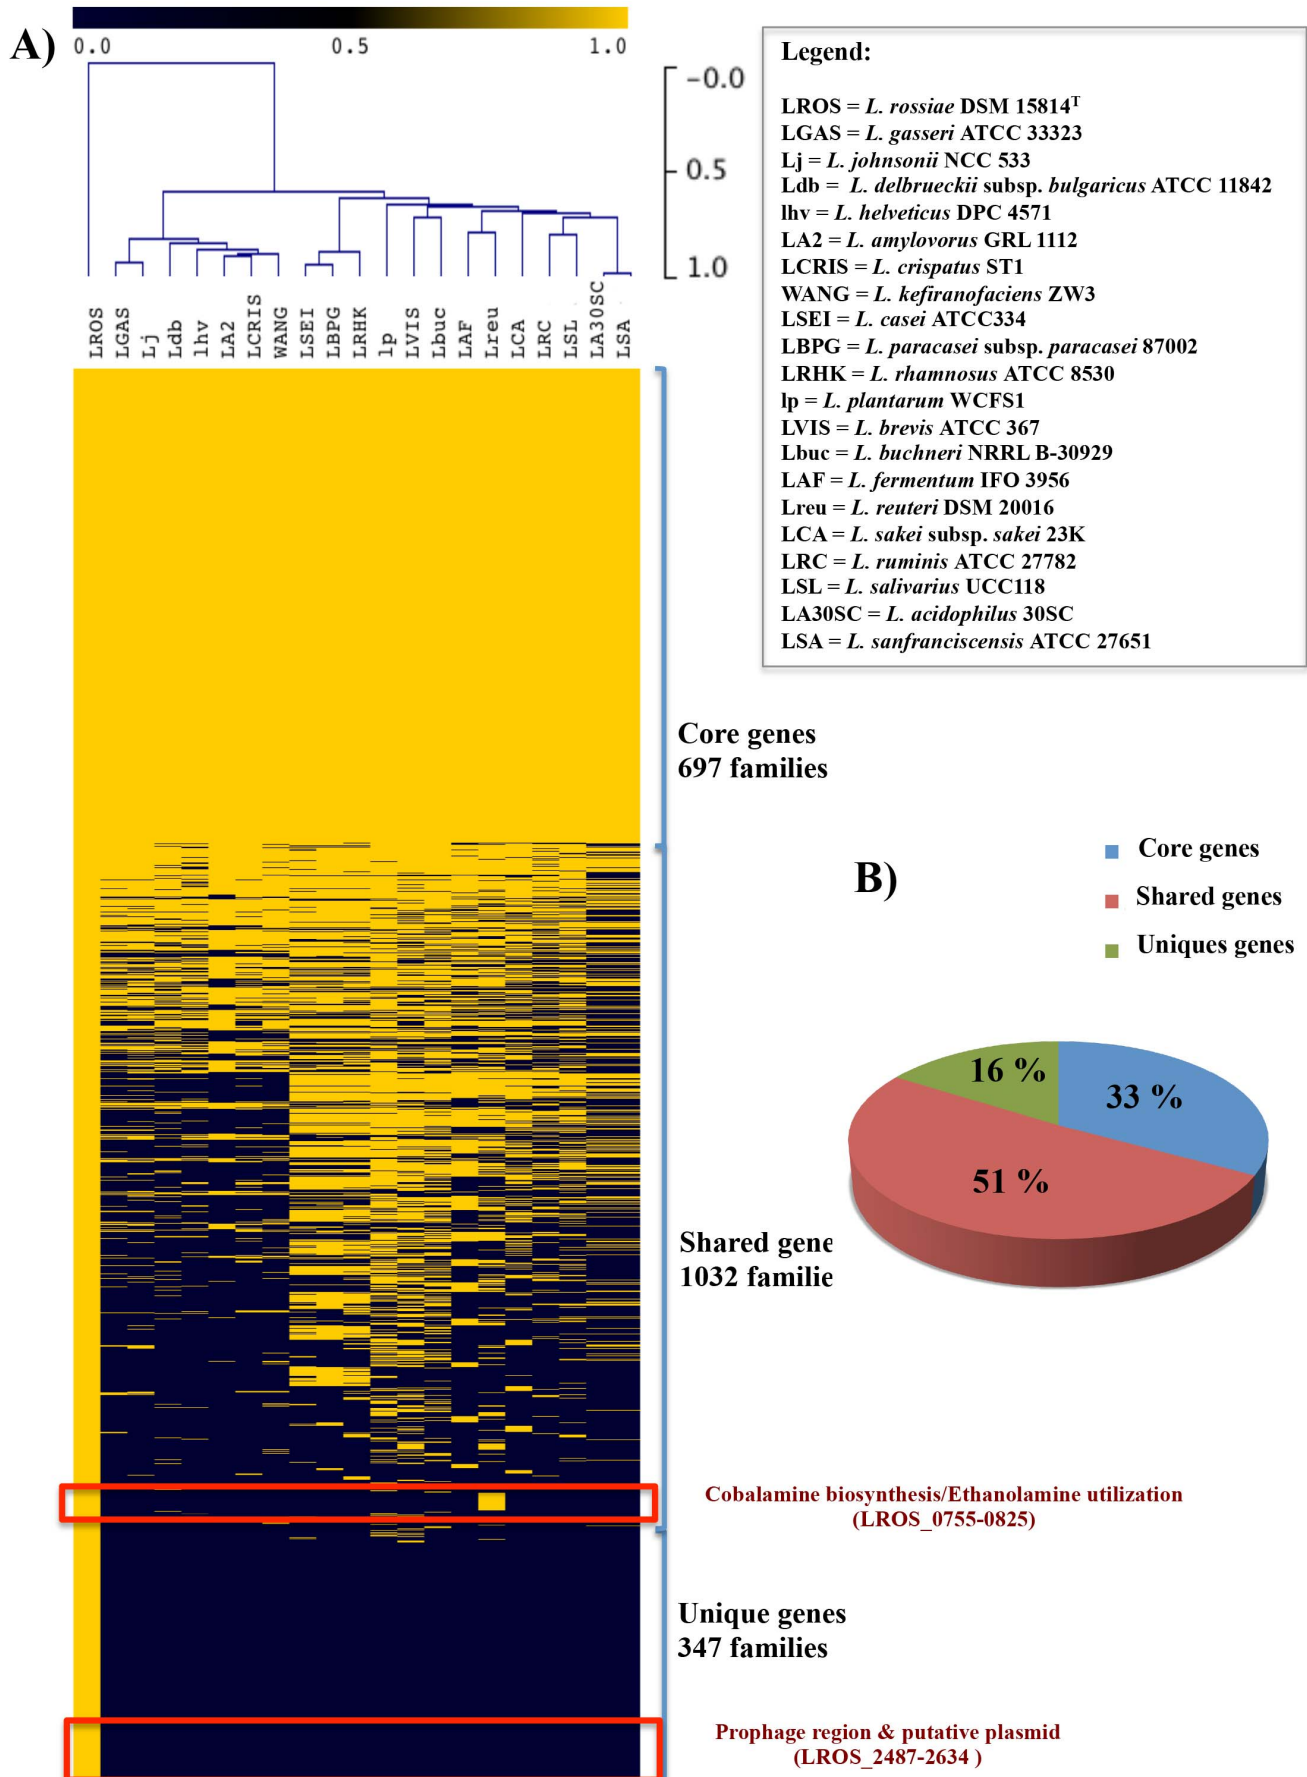 A)
0.0 0.5 1.0
-0.0
0.5
1.0
LROS LGAS Lj Ldb lhv LA2 LCRIS WANG LSEI LBPG LRHK lp LVIS Lbuc LAF Lreu LCA LRC LSL LA30SC LSA
Legend:
LROS = L. rossiae DSM 15814T
LGAS = L. gasseri ATCC 33323
Lj = L. johnsonii NCC 533
Ldb = L. delbrueckii subsp. bulgaricus ATCC 11842
lhv = L. helveticus DPC 4571
LA2 = L. amylovorus GRL 1112
LCRIS = L. crispatus ST1
WANG = L. kefiranofaciens ZW3
LSEI = L. casei ATCC334
LBPG = L. paracasei subsp. paracasei 87002
LRHK = L. rhamnosus ATCC 8530
lp = L. plantarum WCFS1
LVIS = L. brevis ATCC 367
Lbuc = L. buchneri NRRL B-30929
LAF = L. fermentum IFO 3956
Lreu = L. reuteri DSM 20016
LCA = L. sakei subsp. sakei 23K
LRC = L. ruminis ATCC 27782
LSL = L. salivarius UCC118
LA30SC = L. acidophilus 30SC
LSA = L. sanfranciscensis ATCC 27651
Core genes
697 families
B)
Core genes
Shared genes
Uniques genes
16 %
33 %
51 %
Shared gene
1032 familie
Cobalamine biosynthesis/Ethanolamine utilization
(LROS_0755-0825)
Unique genes
347 families
Prophage region & putative plasmid
(LROS_2487-2634 )